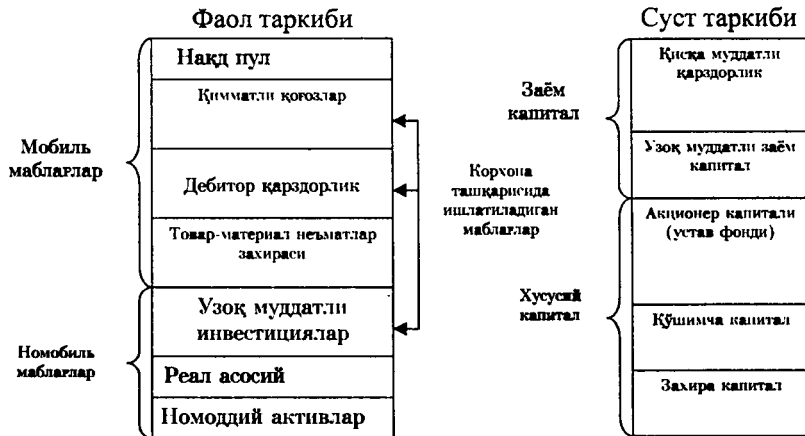 Фаол таркиби
Мобиль
маблағлар
Нақд пул
Қимматли қоғозлар
Дебитор қарздорлик
Товар-материал неъматлар
захираси
Номобиль
маблағлар
Узоқ муддатли
инвестициялар
Реал асосий
Номоддий активлар
Корхона
ташқарисида
ишлатиладиган
маблағлар
Суст таркиби
Заём
капитал
Қисқа муддатли
қарздорлик
Узоқ муддатли заём
капитал
Хусусий
капитал
Акционер капитали
(устав фонди)
Қўшимча капитал
Захира капитал